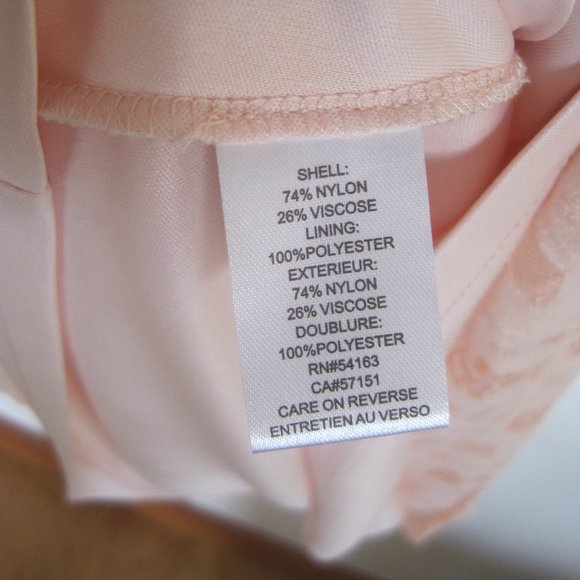 SHELL:
74% NYLON
26% VISCOSE
LINING:
100%POLYESTER
EXTERIEUR:
74% NYLON
26% VISCOSE
DOUBLURE:
100%POLYESTER
RN#54163
CA#57151
CARE ON REVERSE
ENTRETIEN AU VERSO